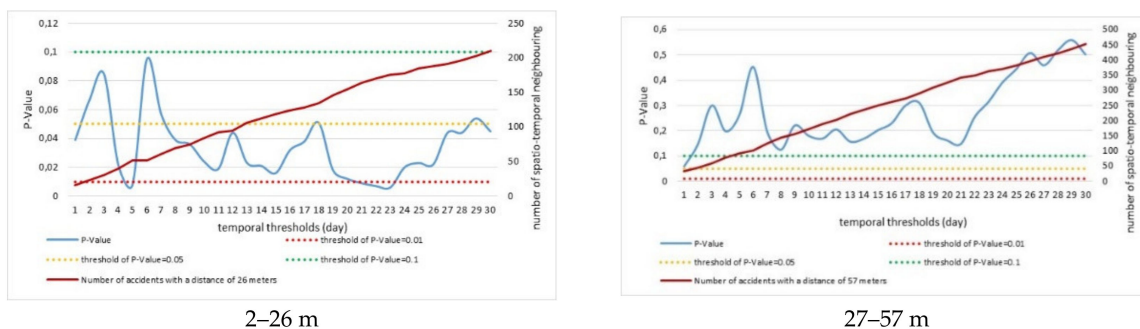 0,12
0,1
0,08
0,06
0,04
0,02
0
P-Value
250
200
150
100
50
0
number of spatio-temporal neighbouring
1 2 3 4 5 6 7 8 9 10 11 12 13 14 15 16 17 18 19 20 21 22 23 24 25 26 27 28 29 30
temporal thresholds (day)
P-Value
threshold of P-Value=0.01
threshold of P-Value=0.05
threshold of P-Value=0.1
Number of accidents with a distance of 26 meters
2–26 m
0,6
0,5
0,4
0,3
0,2
0,1
0
P-Value
500
450
400
350
300
250
200
150
100
50
0
number of spatio-temporal neighbouring
1 2 3 4 5 6 7 8 9 10 11 12 13 14 15 16 17 18 19 20 21 22 23 24 25 26 27 28 29 30
temporal thresholds (day)
P-Value
threshold of P-Value=0.01
threshold of P-Value=0.05
threshold of P-Value=0.1
Number of accidents with a distance of 57 meters
27–57 m